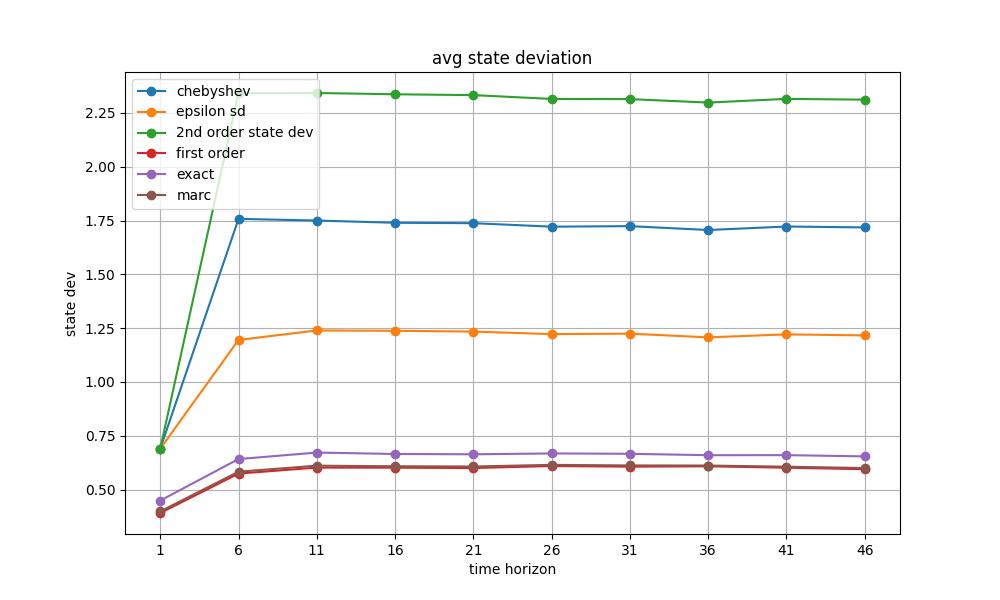 avg state deviation
chebyshev
epsilon sd
2nd order state dev
first order
exact
marc
state dev
2.25
2.00
1.75
1.50
1.25
1.00
0.75
0.50
1 6 11 16 21 26 31 36 41 46
time horizon